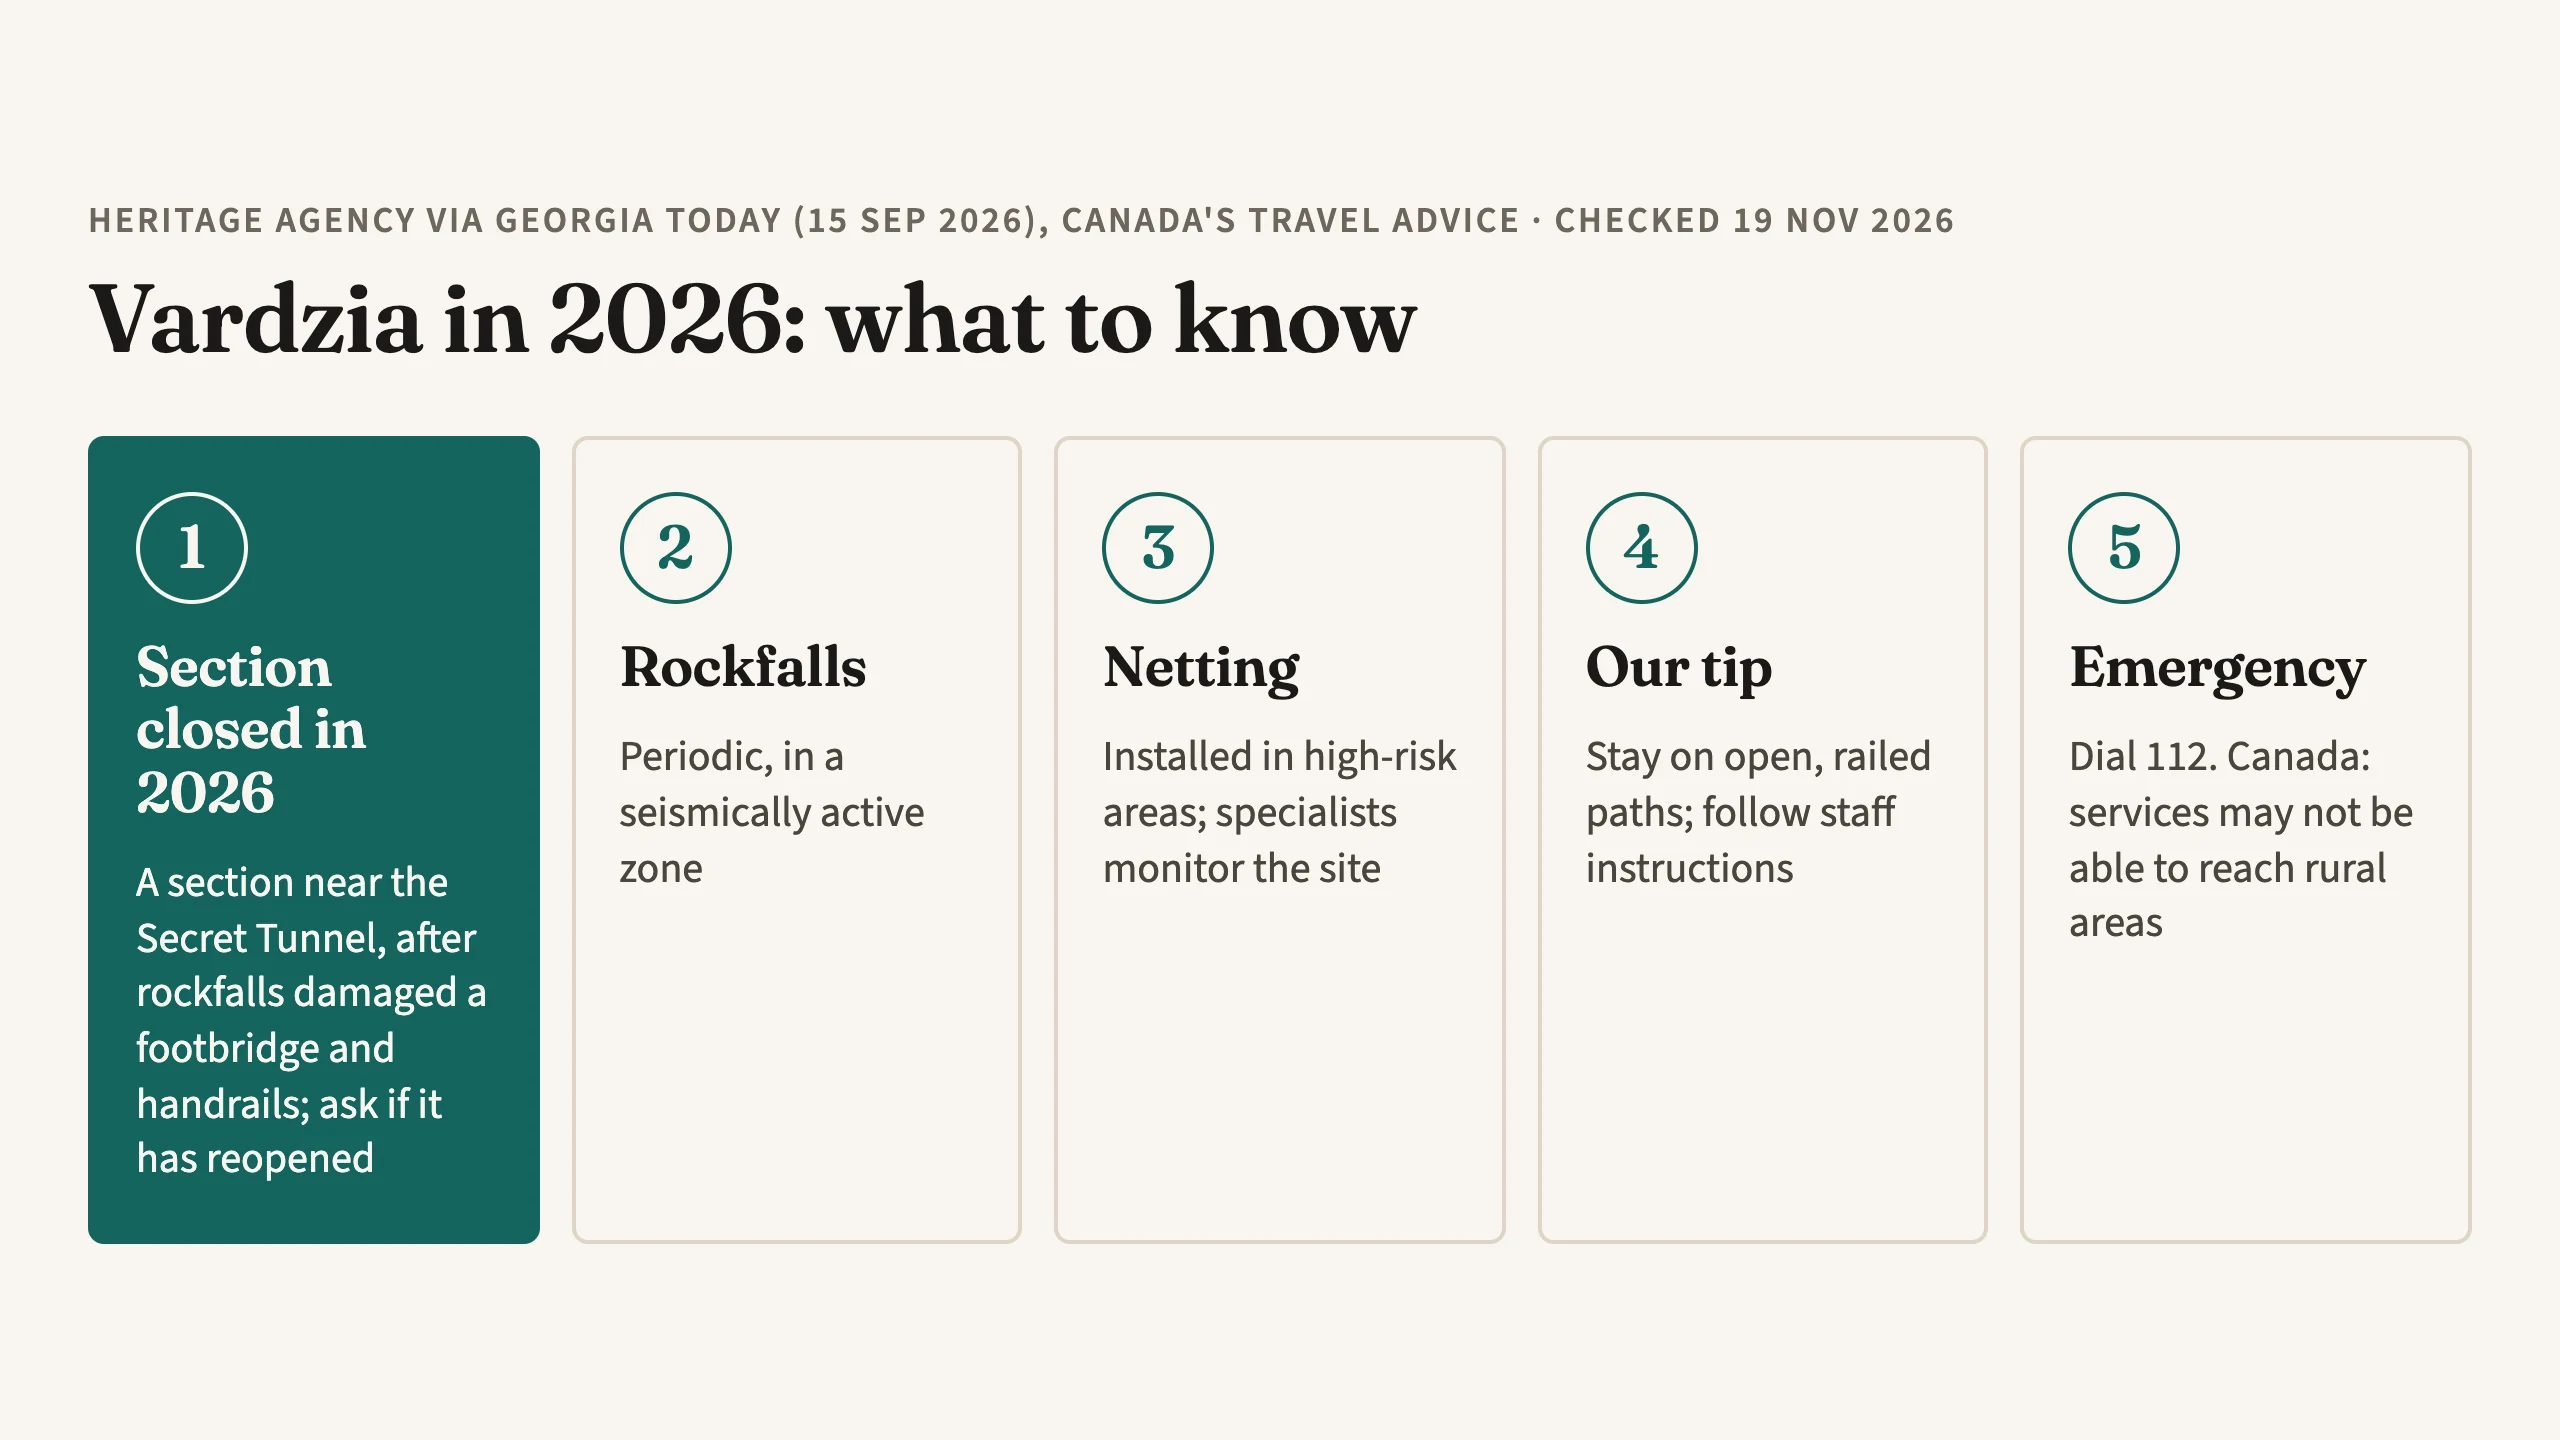 HERITAGE AGENCY VIA GEORGIA TODAY (15 SEP 2026), CANADA'S TRAVEL ADVICE · CHECKED 19 NOV 2026
Vardzia in 2026: what to know
1
Section
closed in
2026
A section near the
Secret Tunnel, after
rockfalls damaged a
footbridge and
handrails; ask if it
has reopened
2
Rockfalls
Periodic, in a
seismically active
zone
3
Netting
Installed in high-risk
areas; specialists
monitor the site
4
Our tip
Stay on open, railed
paths; follow staff
instructions
5
Emergency
Dial 112. Canada:
services may not be
able to reach rural
areas